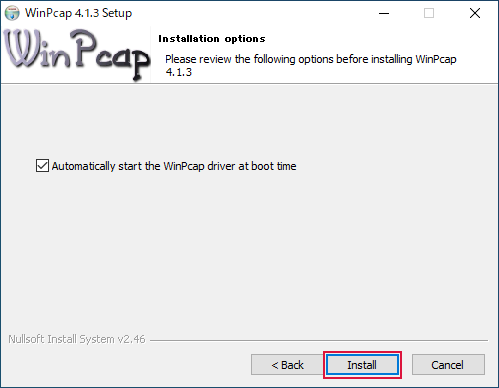 WinPcap 4.1.3 Setup
WinPcap
Installation options
Please review the following options before installing WinPcap
4.1.3
Automatically start the WinPcap driver at boot time
Nullsoft Install System v2.46
< Back
Install
Cancel